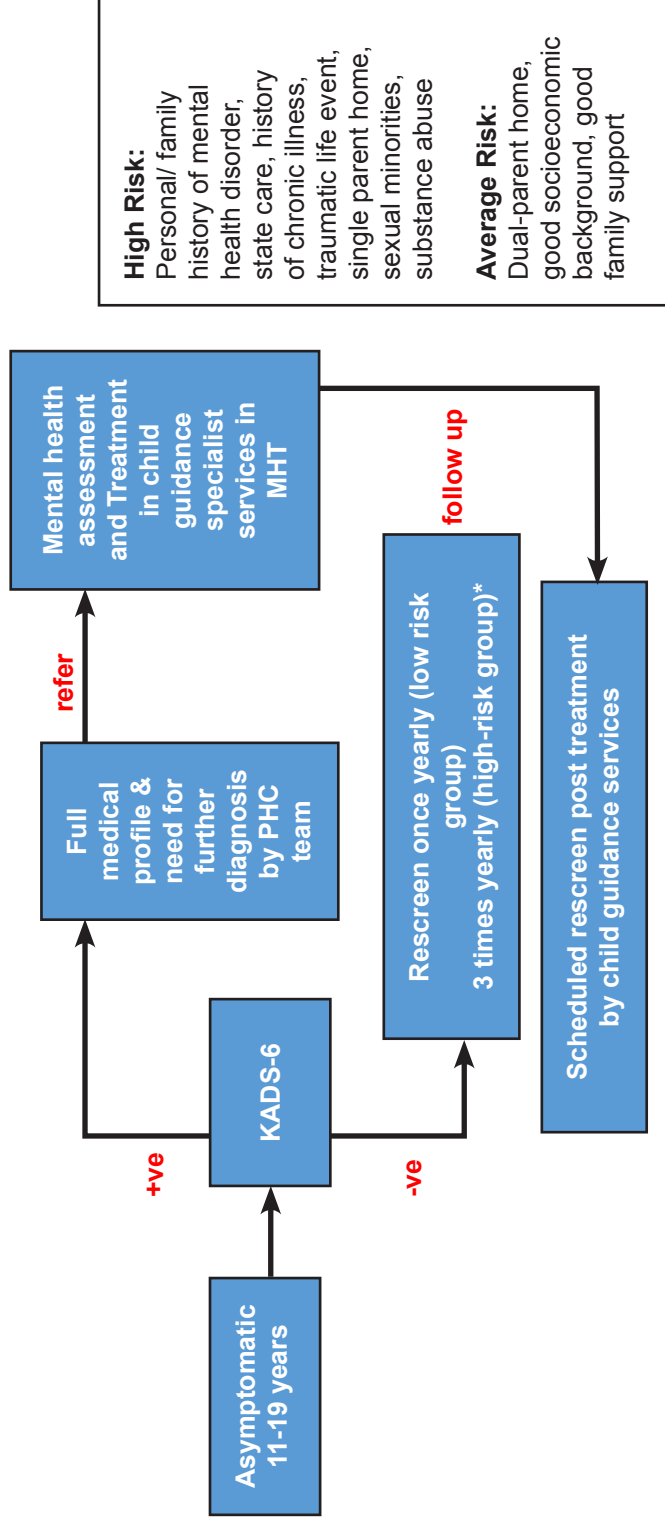 Asymptomatic
11-19 years
KADS-6
+ve
-ve
Full
medical
profile &
need for
further
diagnosis
by PHC
team
refer
Mental health
assessment
and Treatment
in child
guidance
specialist
services in
MHT
Rescreen once yearly (low risk
group)
3 times yearly (high-risk group)*
follow up
Scheduled rescreen post treatment
by child guidance services
High Risk:
Personal/ family
history of mental
health disorder,
state care, history
of chronic illness,
traumatic life event,
single parent home,
sexual minorities,
substance abuse
Average Risk:
Dual-parent home,
good socioeconomic
background, good
family support